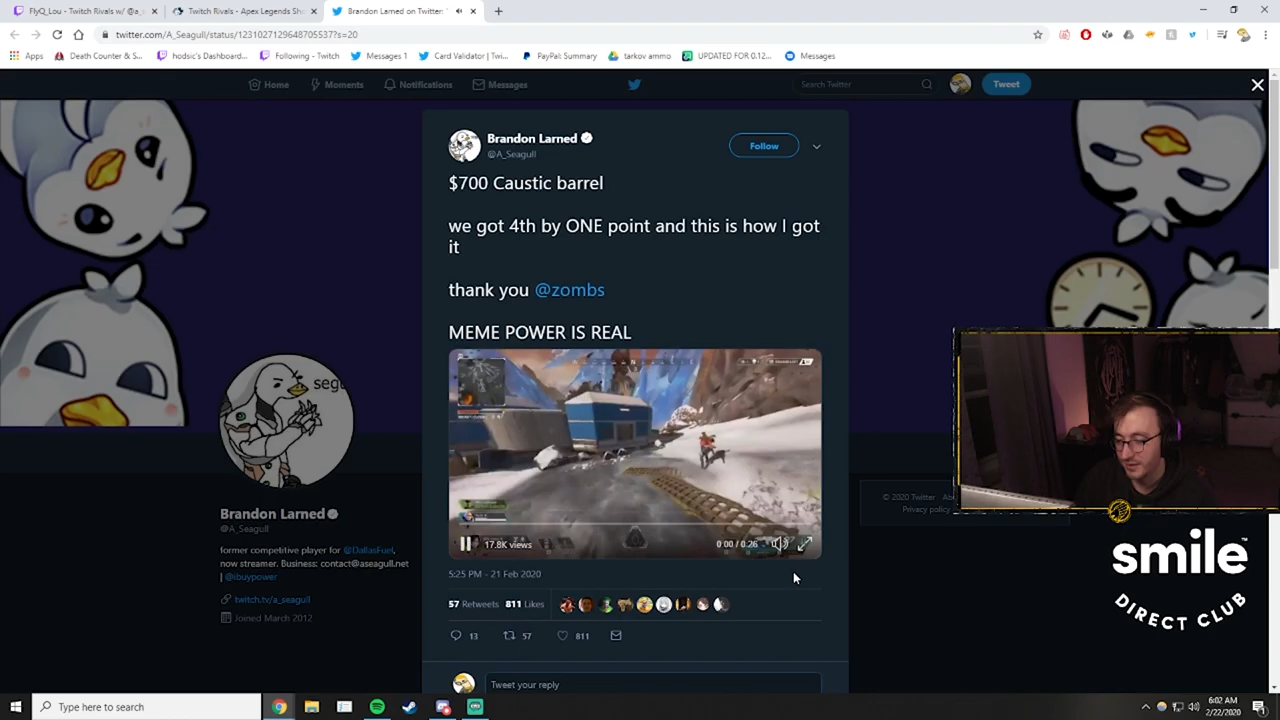 FlyQ_Lou - Twitch Rivals w/ @a_s
Twitch Rivals - Apex Legends Sho
Brandon Larned on Twitter:
twitter.com/A_Seagull/status/1231027129648705537?s=20
Apps
Death Counter & S...
hodsic's Dashboard...
Following - Twitch
Messages 1
Card Validator | Twi...
PayPal: Summary
tarkov ammo
UPDATED FOR 0.12...
Messages
Home
Moments
Notifications
Messages
Search Twitter
Tweet
Brandon Larned
@A_Seagull
Follow
$700 Caustic barrel
we got 4th by ONE point and this is how I got
it
thank you @zombs
MEME POWER IS REAL
17.8K views
0:00 / 0:26
5:25 PM - 21 Feb 2020
57 Retweets 811 Likes
13
57
811
Tweet your reply
segu
Brandon Larned
@A_Seagull
former competitive player for @DallasFuel,
now streamer. Business: contact@aseagull.net
| @ibuypower
twitch.tv/a_seagull
Joined March 2012
© 2020 Twitter
Privacy policy
smile
DIRECT CLUB
Type here to search
6:02 AM
2/22/2020